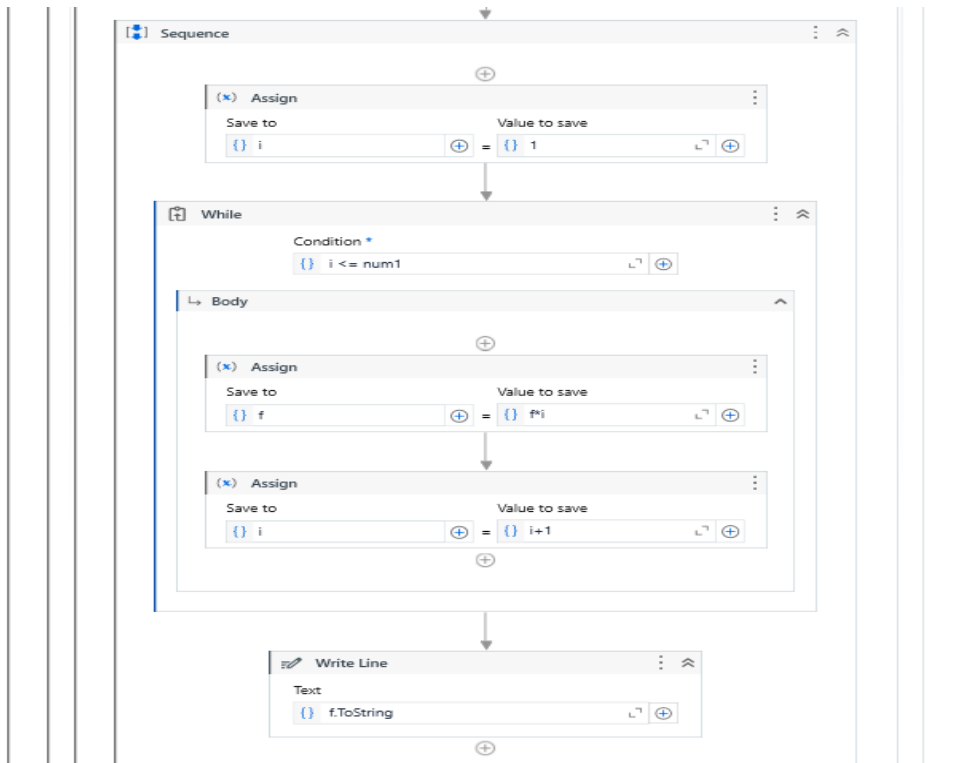 Sequence
(x) Assign
Save to Value to save
{} i = {} 1
While
Condition *
{} i <= num1
Body
(x) Assign
Save to Value to save
{} f = {} f*i
(x) Assign
Save to Value to save
{} i = {} i+1
Write Line
Text
{} f.ToString